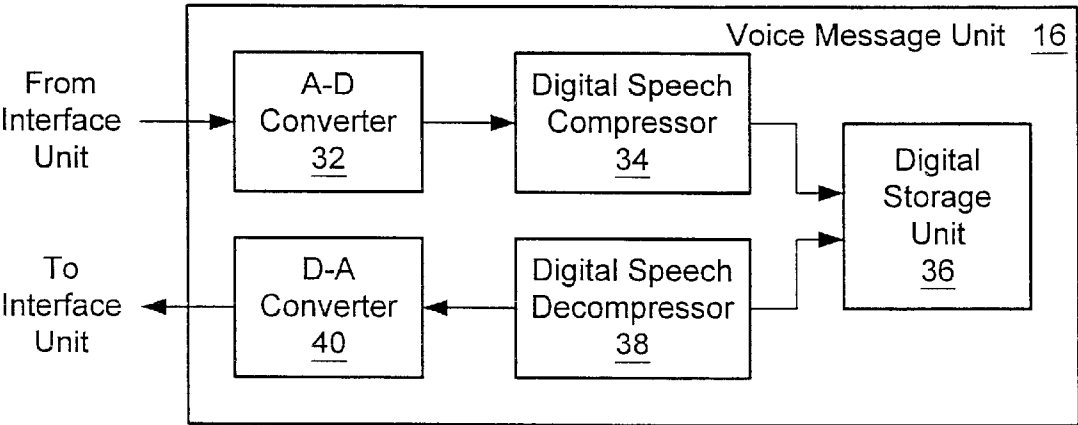 Voice Message Unit 16
From
Interface
Unit
A-D
Converter
32
Digital Speech
Compressor
34
Digital
Storage
Unit
36
To
Interface
Unit
D-A
Converter
40
Digital Speech
Decompressor
38